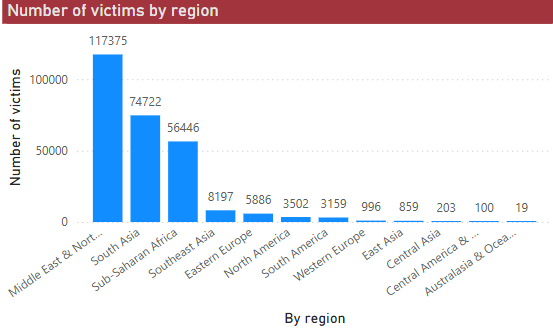 Number of victims by region
Number of victims
117375
74722
56446
8197
5886
3502
3159
996
859
203
100
19
100000
50000
0
Middle East & Nort...
South Asia
Sub-Saharan Africa
Southeast Asia
Eastern Europe
North America
South America
Western Europe
East Asia
Central Asia
Central America & ...
Australasia & Ocea...
By region